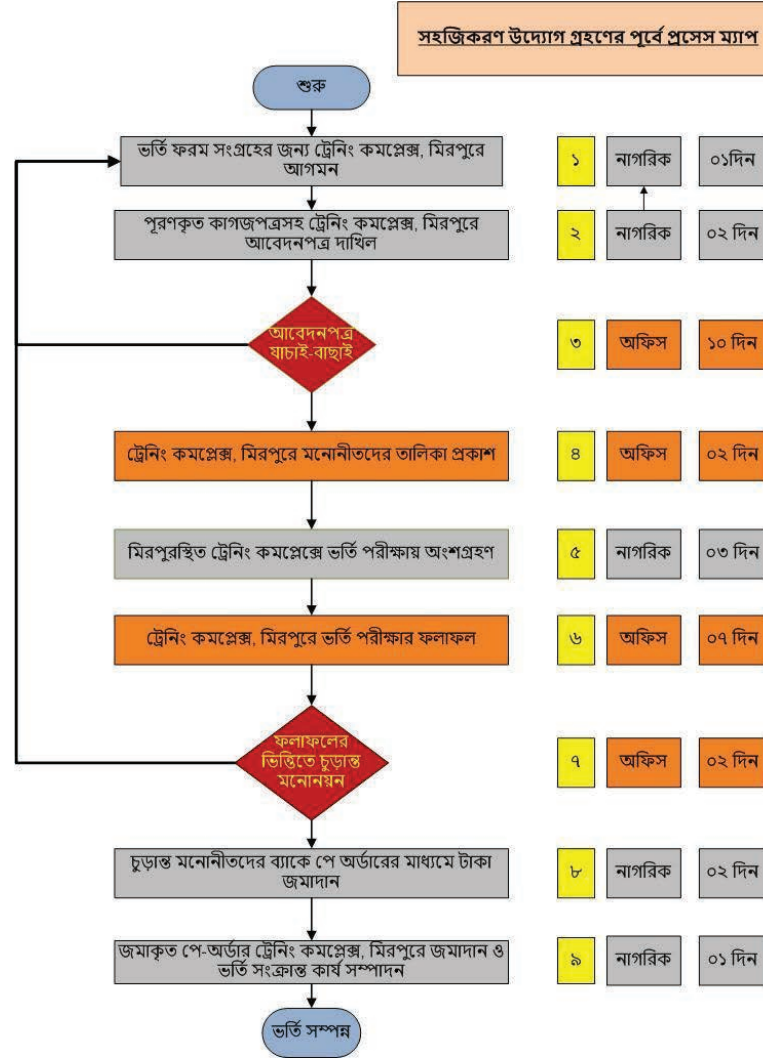 সহজিকরণ উদ্যোগ গ্রহণের পূর্বে প্রসেস ম্যাপ
শুরু
ভর্তি ফরম সংগ্রহের জন্য ট্রেনিং কমপ্লেক্স, মিরপুরে
আগমন
১ নাগরিক ০১দিন
পূরণকৃত কাগজপত্রসহ ট্রেনিং কমপ্লেক্স, মিরপুরে
আবেদনপত্র দাখিল
২ নাগরিক ০২ দিন
আবেদনপত্র
যাচাই-বাছাই
৩ অফিস ১০ দিন
ট্রেনিং কমপ্লেক্স, মিরপুরে মনোনীতদের তালিকা প্রকাশ
৪ অফিস ০২ দিন
মিরপুরস্থিত ট্রেনিং কমপ্লেক্সে ভর্তি পরীক্ষায় অংশগ্রহণ
৫ নাগরিক ০৩ দিন
ট্রেনিং কমপ্লেক্স, মিরপুরে ভর্তি পরীক্ষার ফলাফল
৬ অফিস ০৭ দিন
ফলাফলের
ভিত্তিতে চুড়ান্ত
মনোনয়ন
৭ অফিস ০২ দিন
চুড়ান্ত মনোনীতদের ব্যাকে পে অর্ডারের মাধ্যমে টাকা
জমাদান
৮ নাগরিক ০২ দিন
জমাকৃত পে-অর্ডার ট্রেনিং কমপ্লেক্স, মিরপুরে জমাদান ও
ভর্তি সংক্রান্ত কার্য সম্পাদন
৯ নাগরিক ০১ দিন
ভর্তি সম্পন্ন